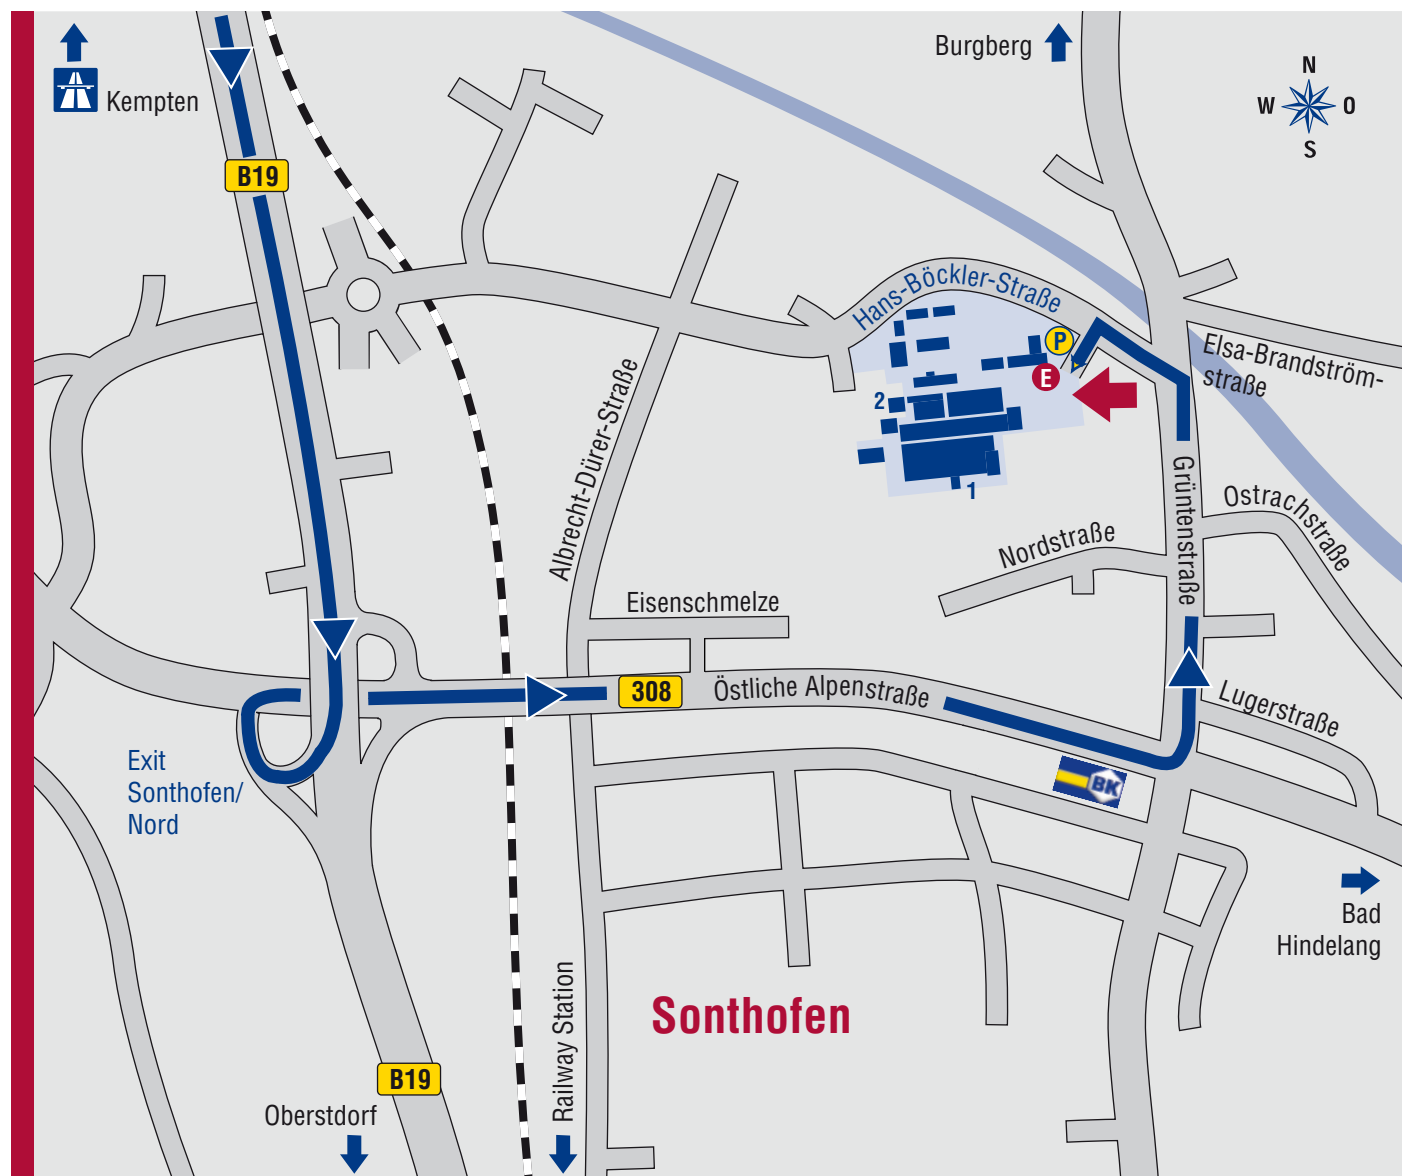 Kempten
Burgberg
N
W
O
S
B19
Hans-Böckler-Straße
P
E
Elsa-Brandström-
straße
2
1
Albrecht-Dürer-Straße
Grüntenstraße
Ostrachstraße
Nordstraße
Eisenschmelze
308
Östliche Alpenstraße
Lugerstraße
Exit
Sonthofen/
Nord
BK
Bad
Hindelang
Sonthofen
Railway Station
B19
Oberstdorf